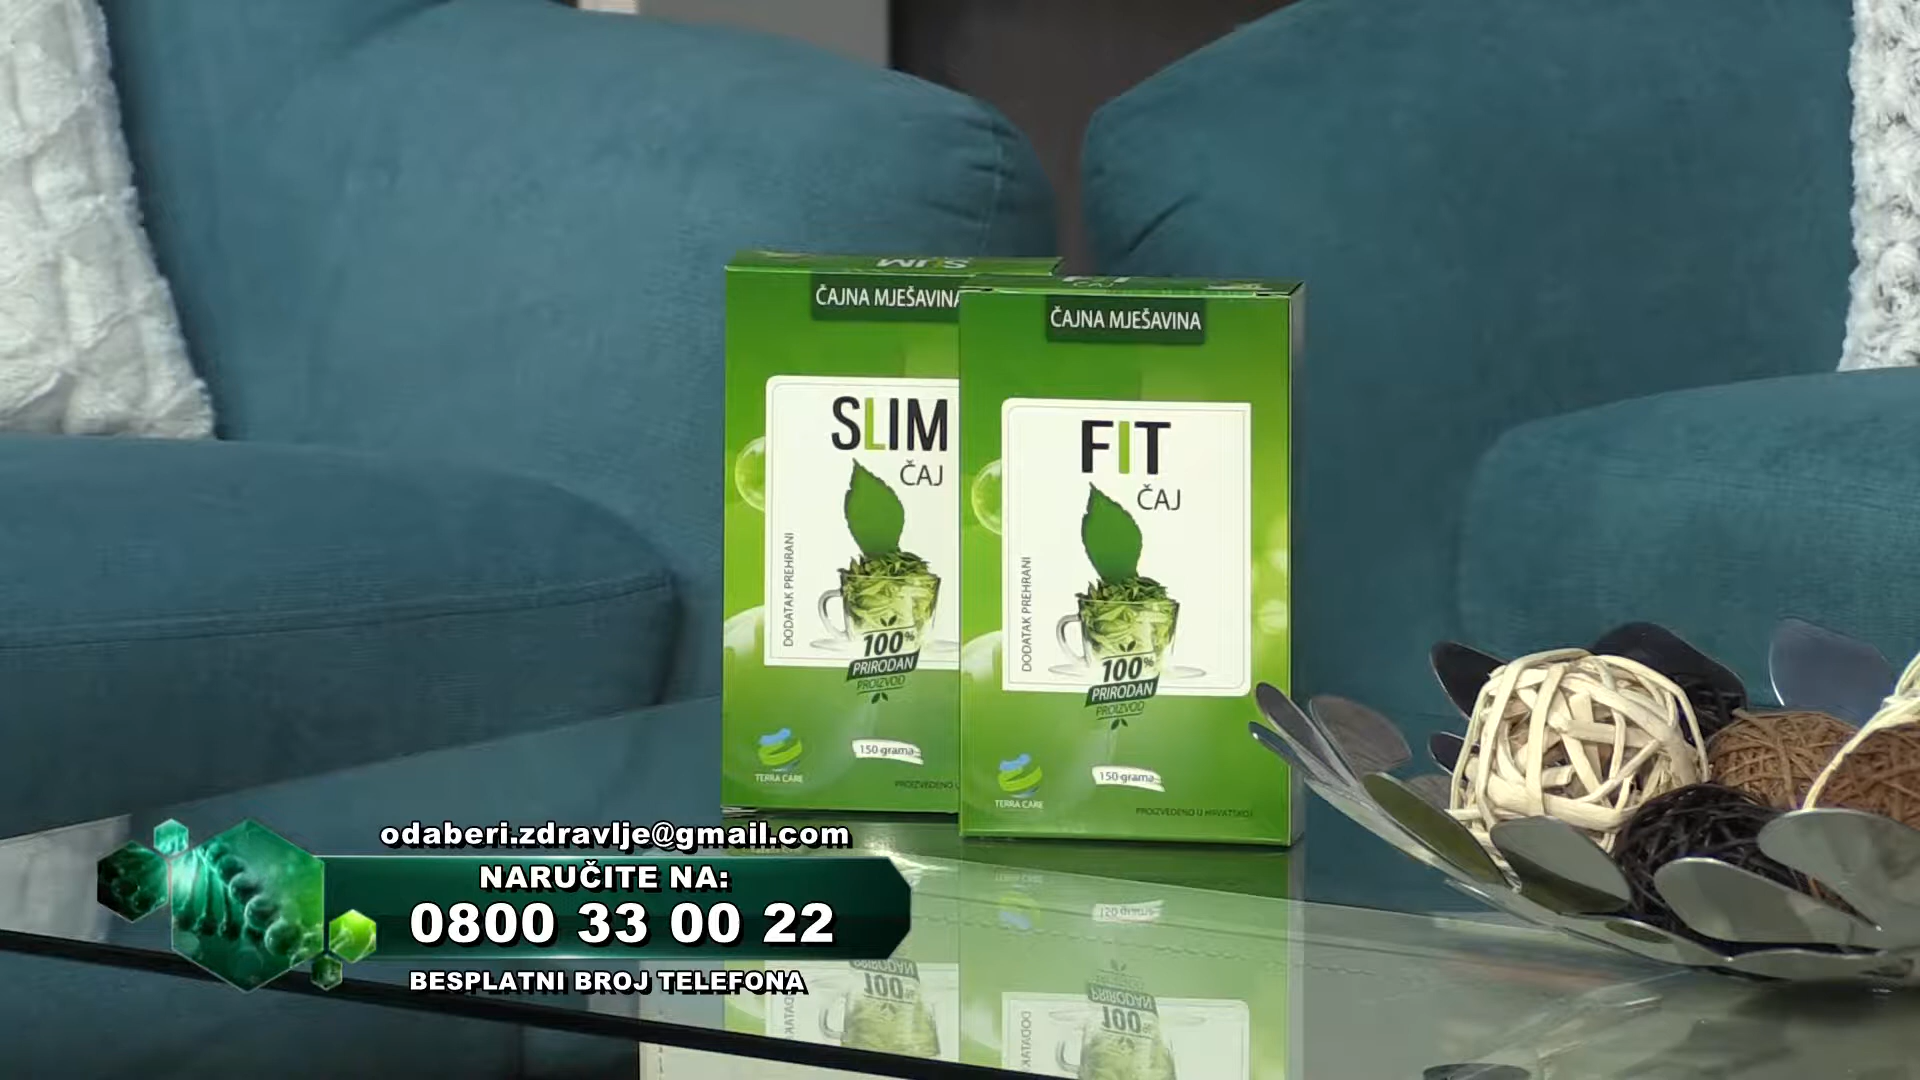 SLIM
ČAJNA MJEŠAVINA
SLIM
ČAJ
DODATAK PREHRANI
100%
PRIRODAN
PROIZVOD
150 grama
TERRA CARE
PROIZVEDENO U
ČAJNA MJEŠAVINA
FIT
ČAJ
DODATAK PREHRANI
100%
PRIRODAN
PROIZVOD
150 grama
TERRA CARE
PROIZVEDENO U HRVATSKOJ
odaberi.zdravlje@gmail.com
NARUČITE NA:
0800 33 00 22
BESPLATNI BROJ TELEFONA